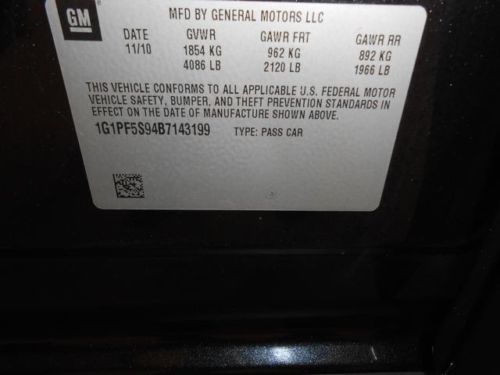 GM
MFD BY GENERAL MOTORS LLC
DATE GVWR GAWR FRT GAWR RR
11/10 1854 KG 962 KG 892 KG
4086 LB 2120 LB 1966 LB
THIS VEHICLE CONFORMS TO ALL APPLICABLE U.S. FEDERAL MOTOR
VEHICLE SAFETY, BUMPER, AND THEFT PREVENTION STANDARDS IN
EFFECT ON THE DATE OF MANUFACTURE SHOWN ABOVE.
1G1PF5S94B7143199 TYPE: PASS CAR